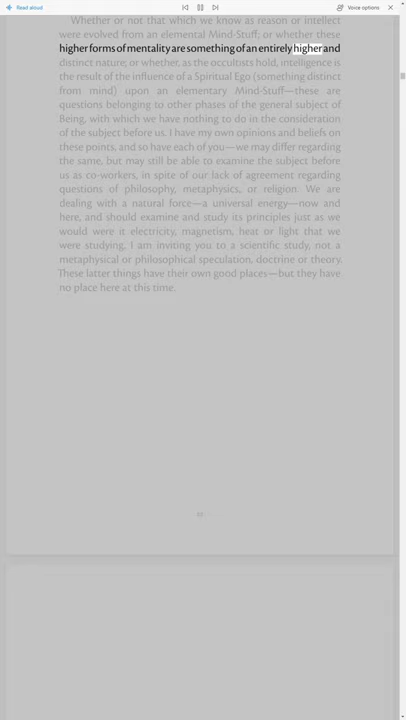 Read aloud
Voice options
Whether or not that which we know as reason or intellect
were evolved from an elemental Mind-Stuff; or whether these
higher forms of mentality are something of an entirely higher and
distinct nature; or whether, as the occultists hold, intelligence is
the result of the influence of a Spiritual Ego (something distinct
from mind) upon an elementary Mind-Stuff—these are
questions belonging to other phases of the general subject of
Being, with which we have nothing to do in the consideration
of the subject before us. I have my own opinions and beliefs on
these points, and so have each of you—we may differ regarding
the same, but may still be able to examine the subject before
us as co-workers, in spite of our lack of agreement regarding
questions of philosophy, metaphysics, or religion. We are
dealing with a natural force—a universal energy—now and
here, and should examine and study its principles just as we
would were it electricity, magnetism, heat or light that we
were studying. I am inviting you to a scientific study, not a
metaphysical or philosophical speculation, doctrine or theory.
These latter things have their own good places—but they have
no place here at this time.